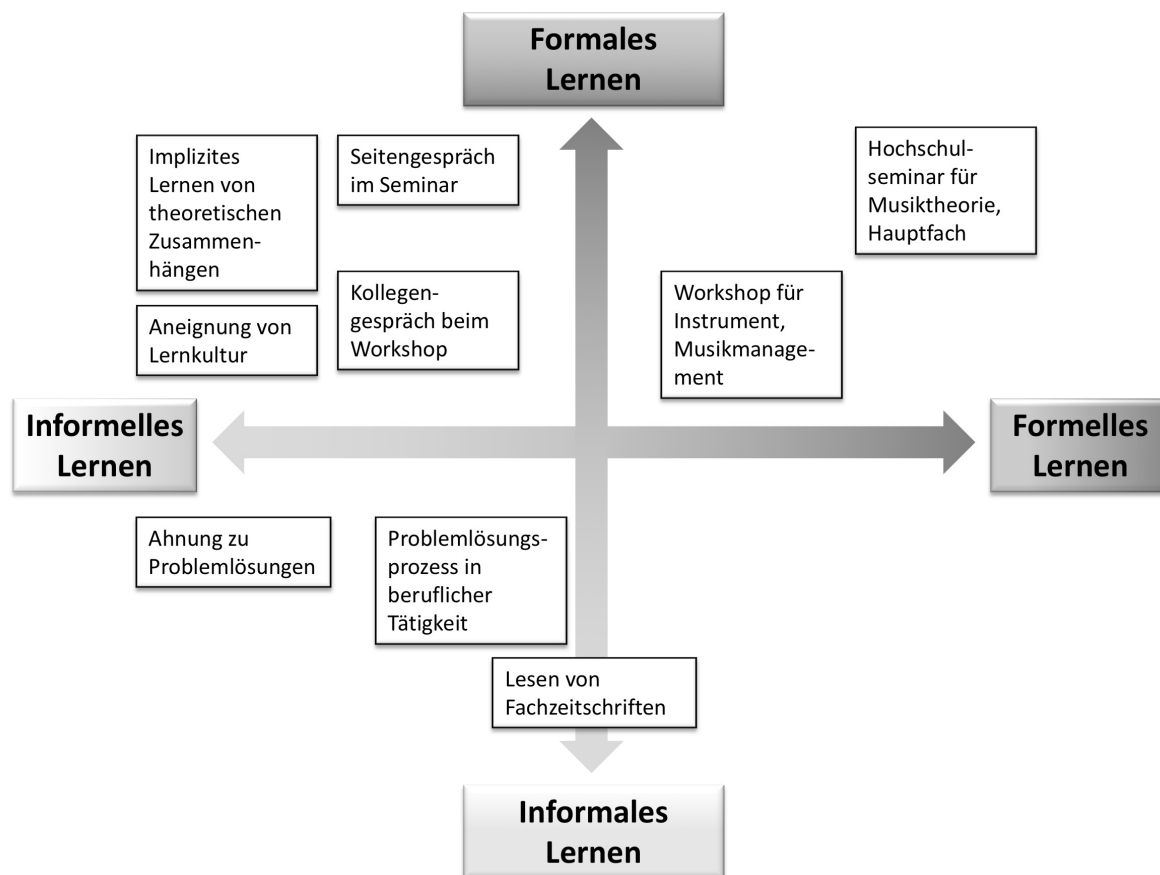 Formales
Lernen
Implizites
Lernen von
theoretischen
Zusammen-
hängen
Seitengespräch
im Seminar
Hochschul-
seminar für
Musiktheorie,
Hauptfach
Kollegen-
gespräch beim
Workshop
Workshop für
Instrument,
Musikmanage-
ment
Aneignung von
Lernkultur
Informelles
Lernen
Formelles
Lernen
Ahnung zu
Problemlösungen
Problemlösungs-
prozess in
beruflicher
Tätigkeit
Lesen von
Fachzeitschriften
Informales
Lernen